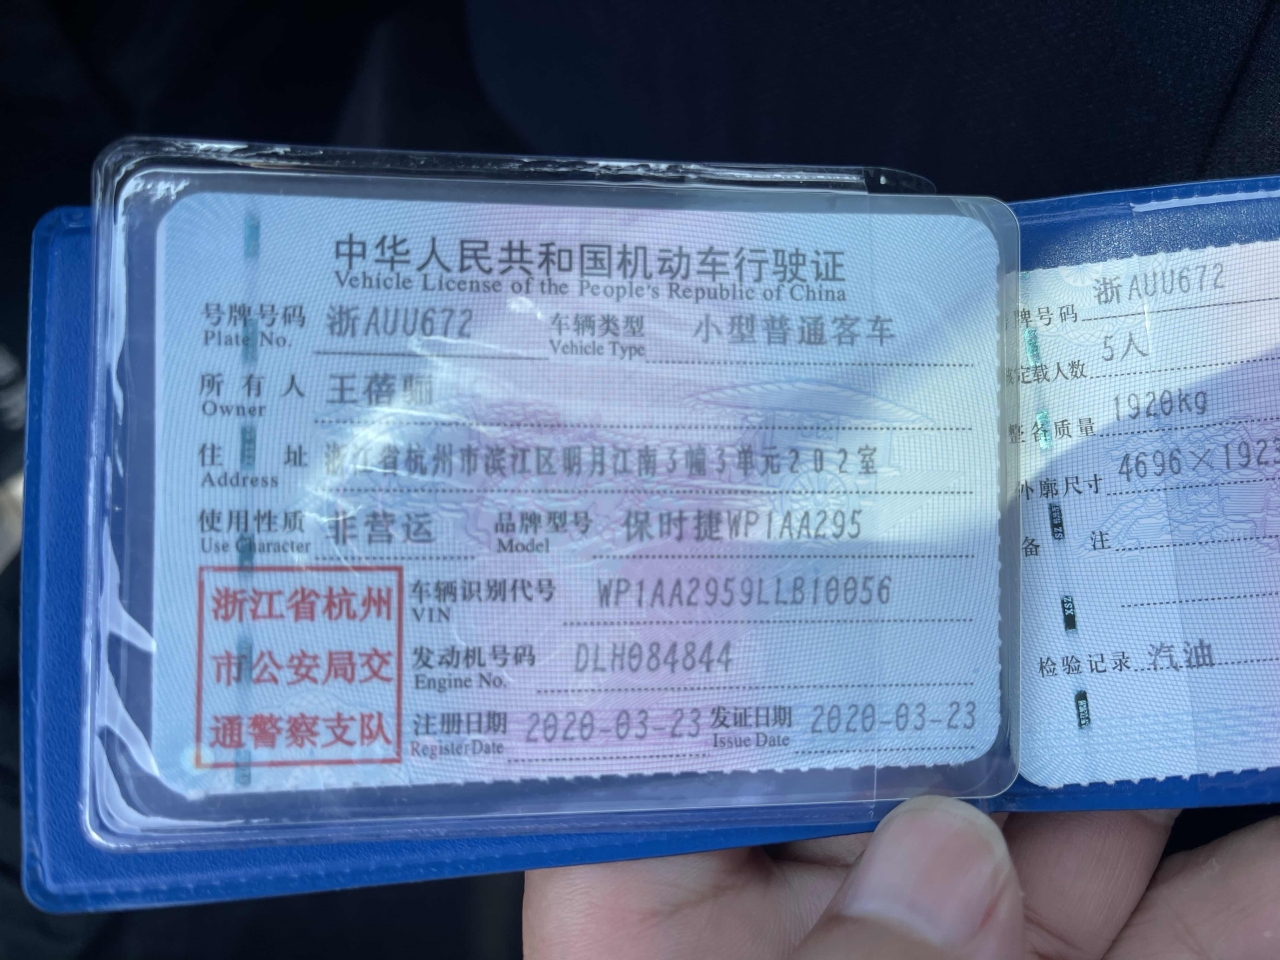 中华人民共和国机动车行驶证
Vehicle License of the People's Republic of China
号牌号码 浙AUU672 车辆类型 小型普通客车
Plate No. Vehicle Type
所有人 王蓓骊
Owner
住址 浙江省杭州市滨江区明月江南3幢3单元202室
Address
使用性质 非营运 品牌型号 保时捷WP1AA295
Use Character Model
浙江省杭州
市公安局交
通警察支队
车辆识别代号 WP1AA2959LLB10056
VIN
发动机号码 DLH084844
Engine No.
注册日期 2020-03-23 发证日期 2020-03-23
Register Date Issue Date
号牌号码 浙AUU672
核定载人数 5人
整备质量 1920kg
外廓尺寸 4696×1923
备注
检验记录 汽油